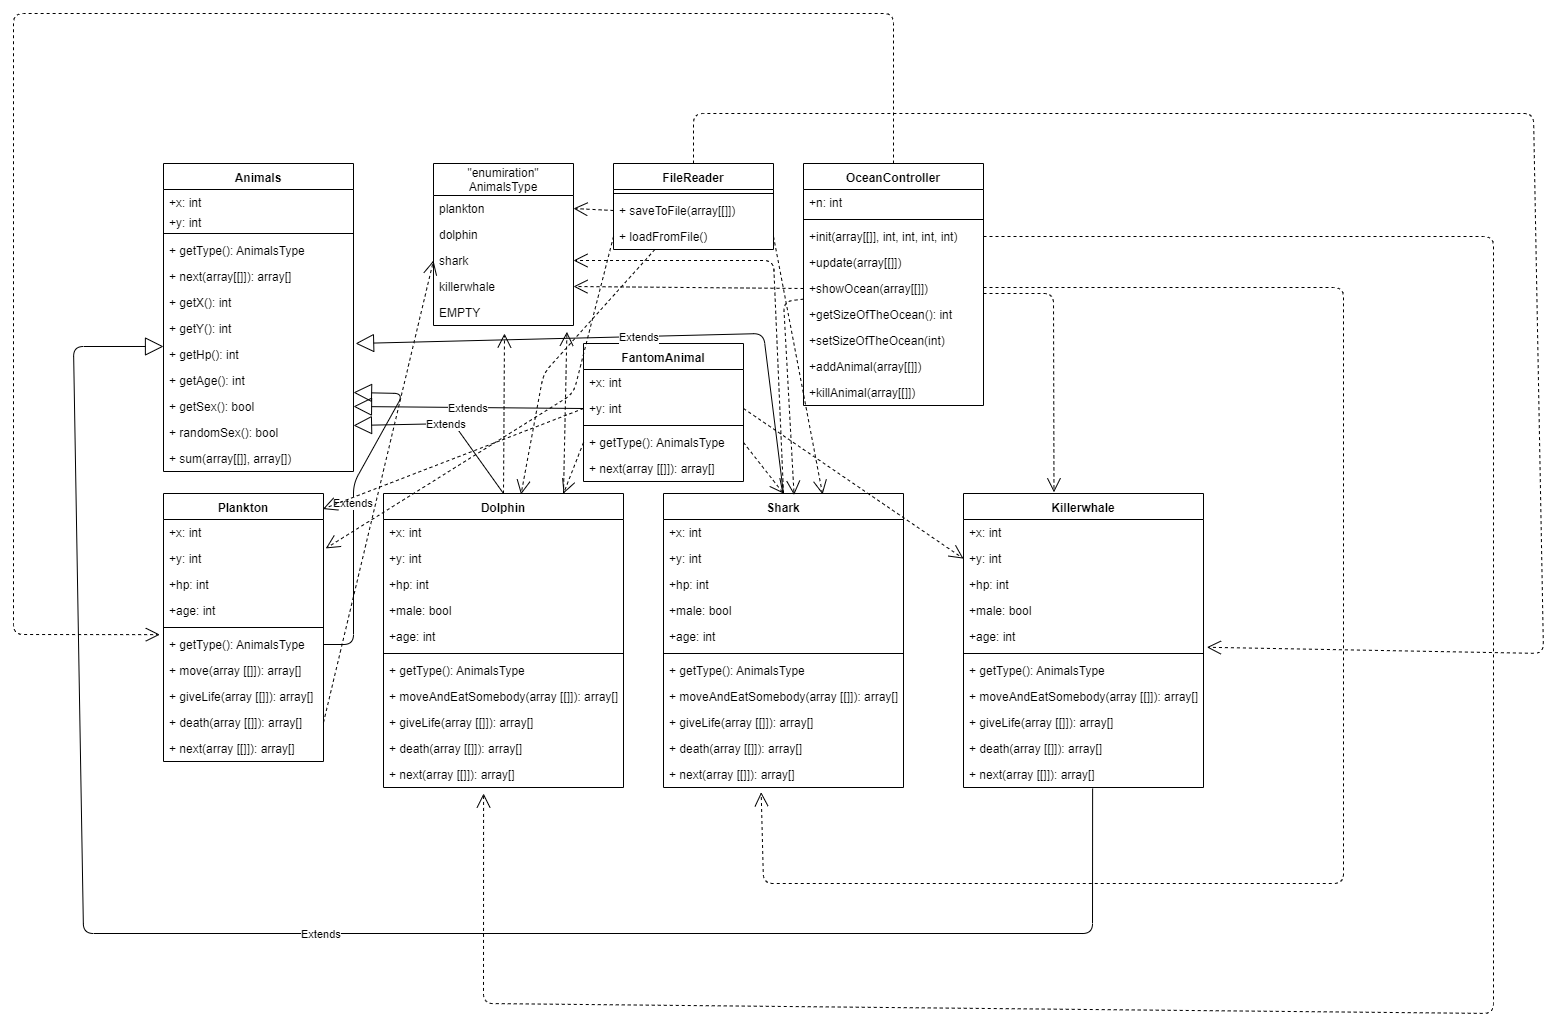 Animals
+x: int
+y: int
+ getType(): AnimalsType
+ next(array[[]]): array[]
+ getX(): int
+ getY(): int
+ getHp(): int
+ getAge(): int
+ getSex(): bool
+ randomSex(): bool
+ sum(array[[]], array[])
"enumiration"
AnimalsType
plankton
dolphin
shark
killerwhale
EMPTY
FileReader
+ saveToFile(array[[]])
+ loadFromFile()
OceanController
+n: int
+init(array[[]], int, int, int, int)
+update(array[[]])
+showOcean(array[[]])
+getSizeOfTheOcean(): int
+setSizeOfTheOcean(int)
+addAnimal(array[[]])
+killAnimal(array[[]])
Extends
FantomAnimal
+x: int
+y: int
+ getType(): AnimalsType
+ next(array [[]]): array[]
Extends
Extends
Extends
Plankton
+x: int
+y: int
+hp: int
+age: int
+ getType(): AnimalsType
+ move(array [[]]): array[]
+ giveLife(array [[]]): array[]
+ death(array [[]]): array[]
+ next(array [[]]): array[]
Dolphin
+x: int
+y: int
+hp: int
+male: bool
+age: int
+ getType(): AnimalsType
+ moveAndEatSomebody(array [[]]): array[]
+ giveLife(array [[]]): array[]
+ death(array [[]]): array[]
+ next(array [[]]): array[]
Shark
+x: int
+y: int
+hp: int
+male: bool
+age: int
+ getType(): AnimalsType
+ moveAndEatSomebody(array [[]]): array[]
+ giveLife(array [[]]): array[]
+ death(array [[]]): array[]
+ next(array [[]]): array[]
Killerwhale
+x: int
+y: int
+hp: int
+male: bool
+age: int
+ getType(): AnimalsType
+ moveAndEatSomebody(array [[]]): array[]
+ giveLife(array [[]]): array[]
+ death(array [[]]): array[]
+ next(array [[]]): array[]
Extends